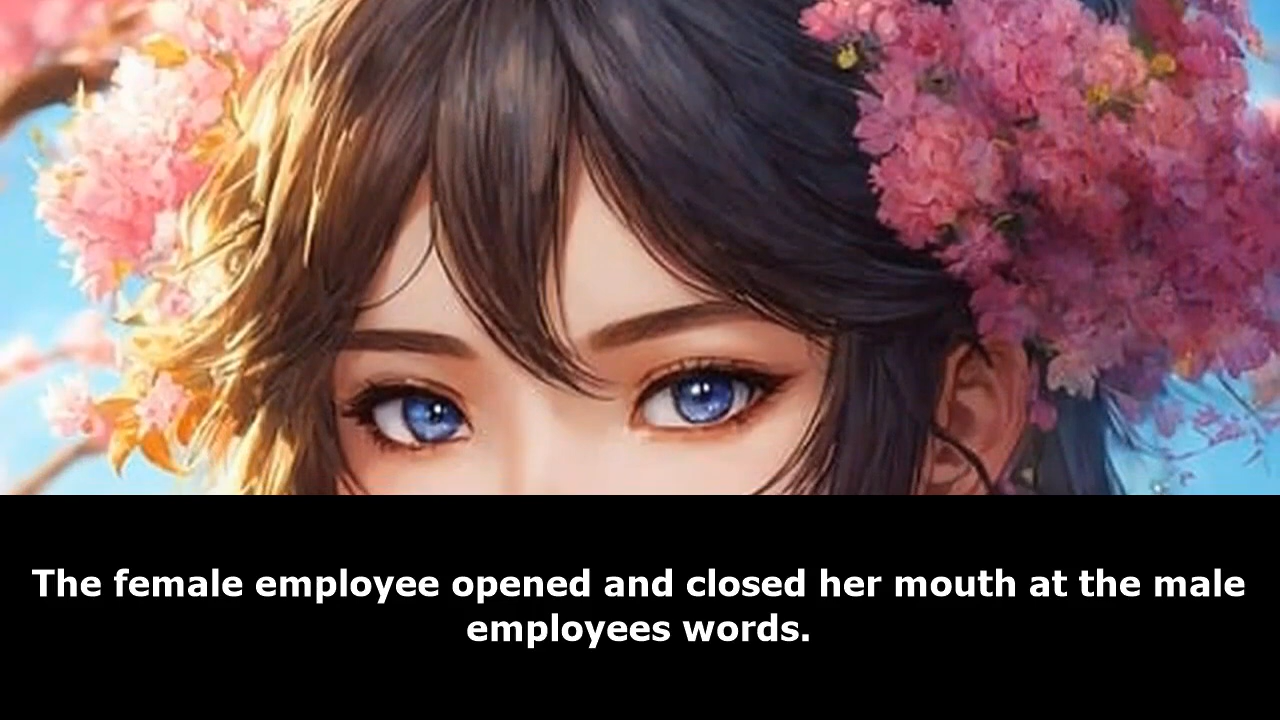 The female employee opened and closed her mouth at the male
employees words.